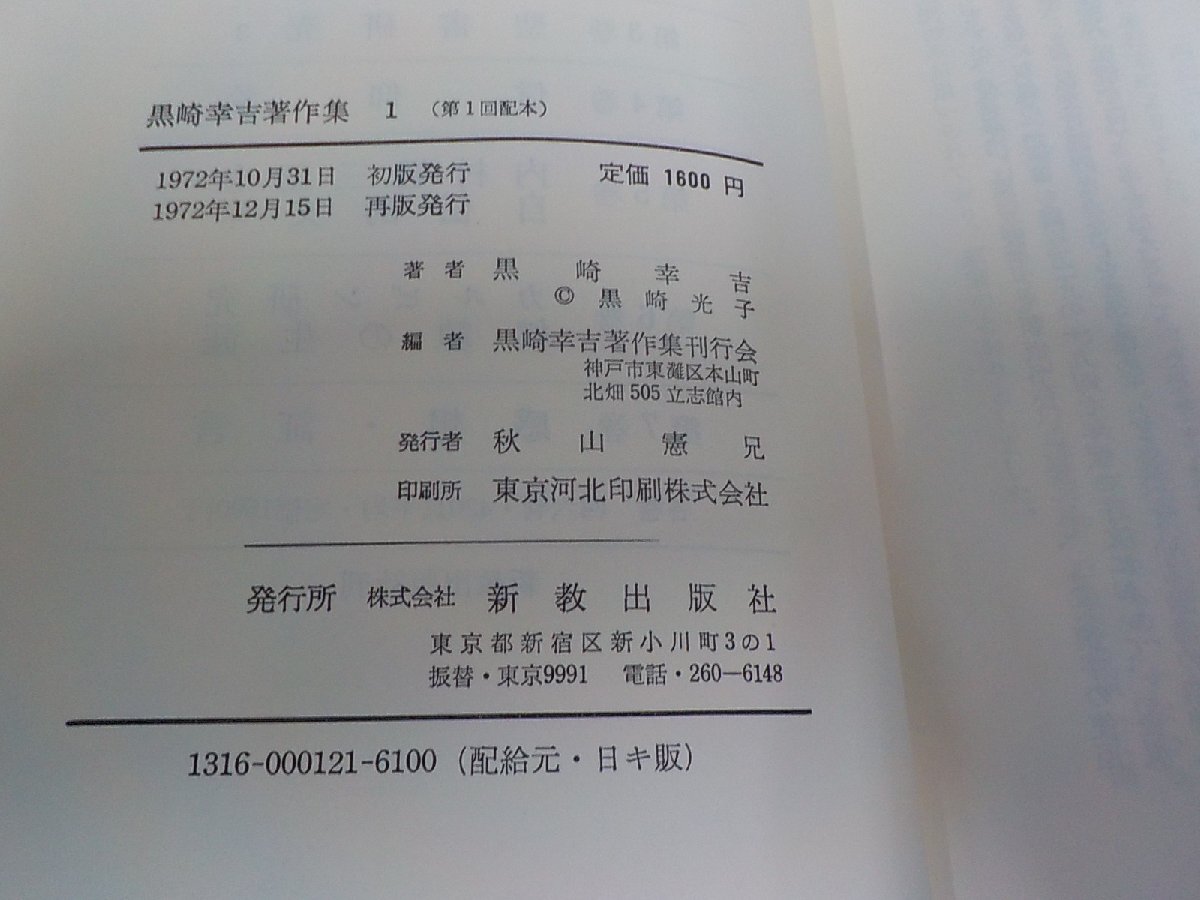 黒崎幸吉著作集 1 (第1回配本)
1972年10月31日 初版発行 定価 1600 円
1972年12月15日 再版発行
著者 黒崎幸吉
© 黒崎光子
編者 黒崎幸吉著作集刊行会
神戸市東灘区本山町
北畑 505 立志館内
発行者 秋山憲兄
印刷所 東京河北印刷株式会社
発行所 株式会社 新教出版社
東京都新宿区新小川町3の1
振替・東京9991 電話・260—6148
1316-000121-6100 (配給元・日キ販)